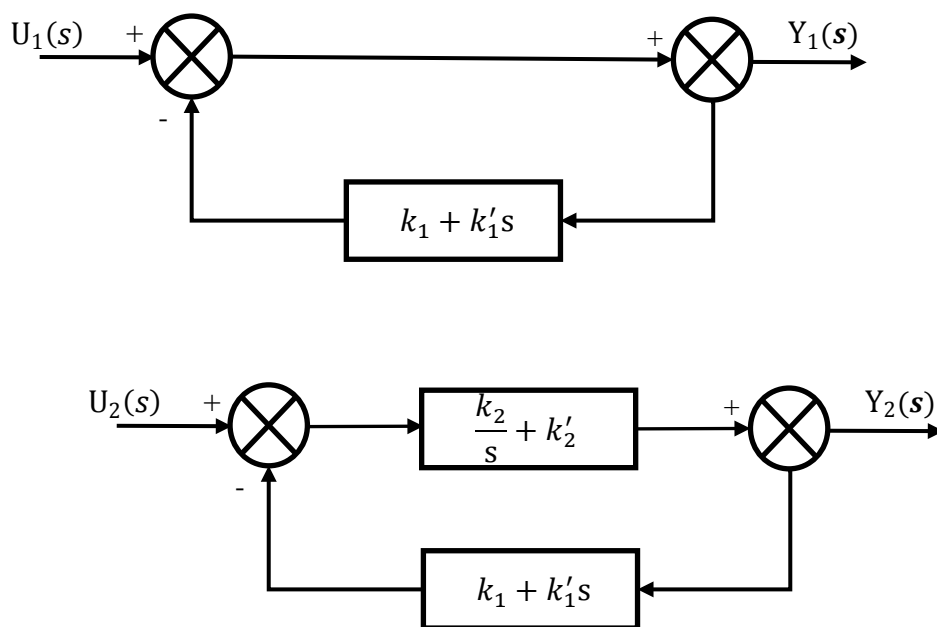 U₁(s) + + Y₁(s)
-
k₁ + k₁′s
U₂(s) + k₂/s + k₂′ + Y₂(s)
-
k₁ + k₁′s